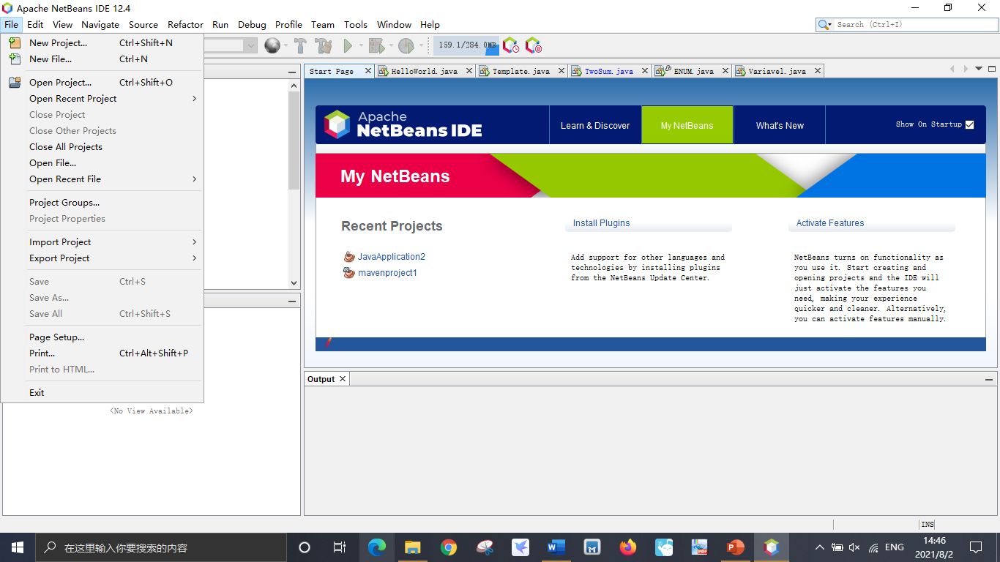 Apache NetBeans IDE 12.4
File Edit View Navigate Source Refactor Run Debug Profile Team Tools Window Help
Search (Ctrl+I)
New Project... Ctrl+Shift+N
New File... Ctrl+N
Open Project... Ctrl+Shift+O
Open Recent Project
Close Project
Close Other Projects
Close All Projects
Open File...
Open Recent File
Project Groups...
Project Properties
Import Project
Export Project
Save Ctrl+S
Save As...
Save All Ctrl+Shift+S
Page Setup...
Print... Ctrl+Alt+Shift+P
Print to HTML...
Exit
<No View Available>
159.1/284.0MB
Start Page HelloWorld.java Template.java TwoSum.java ENUM.java Variavel.java
Apache
NetBeans IDE
Learn & Discover My NetBeans What's New Show On Startup
My NetBeans
Recent Projects
JavaApplication2
mavenproject1
Install Plugins
Add support for other languages and
technologies by installing plugins
from the NetBeans Update Center.
Activate Features
NetBeans turns on functionality as
you use it. Start creating and
opening projects and the IDE will
just activate the features you
need, making your experience
quicker and cleaner. Alternatively,
you can activate features manually.
Output
INS
在这里输入你要搜索的内容
ENG
14:46
2021/8/2